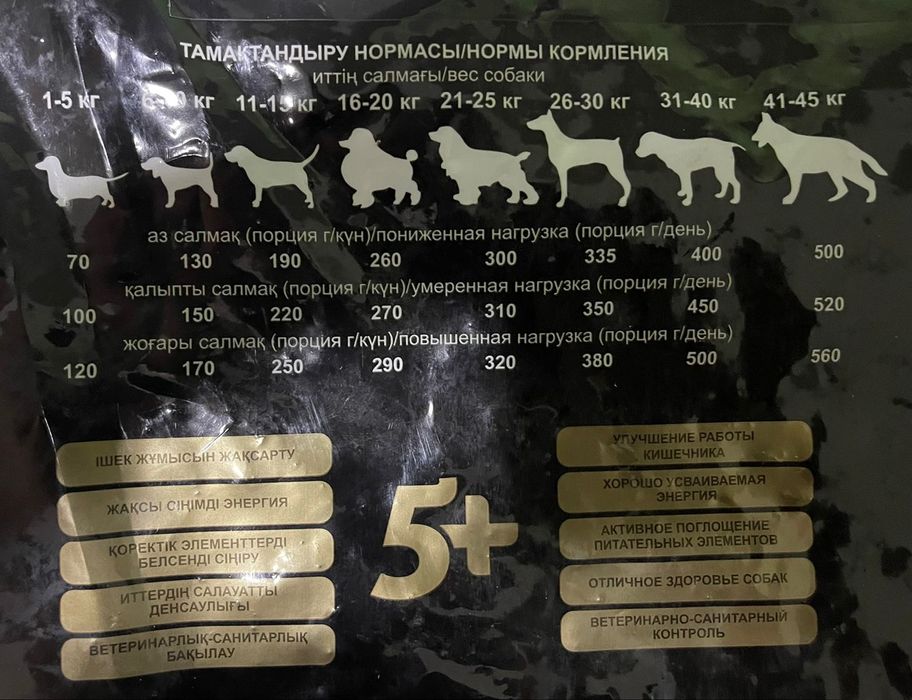 ТАМАҚТАНДЫРУ НОРМАСЫ/НОРМЫ КОРМЛЕНИЯ
иттің салмағы/вес собаки
1-5 кг кг 11-15 кг 16-20 кг 21-25 кг 26-30 кг 31-40 кг 41-45 кг
аз салмақ (порция г/күн)/пониженная нагрузка (порция г/день)
70 130 190 260 300 335 400 500
қалыпты салмақ (порция г/күн)/умеренная нагрузка (порция г/день)
100 150 220 270 310 350 450 520
жоғары салмақ (порция г/күн)/повышенная нагрузка (порция г/день)
120 170 250 290 320 380 500 560
ІШЕК ЖҰМЫСЫН ЖАҚСАРТУ
ЖАҚСЫ СІҢІМДІ ЭНЕРГИЯ
ҚОРЕКТІК ЭЛЕМЕНТТЕРДІ
БЕЛСЕНДІ СІҢІРУ
ИТТЕРДІҢ САЛАУАТТЫ
ДЕНСАУЛЫҒЫ
ВЕТЕРИНАРЛЫҚ-САНИТАРЛЫҚ
БАҚЫЛАУ
5+
УЛУЧШЕНИЕ РАБОТЫ
КИШЕЧНИКА
ХОРОШО УСВАИВАЕМАЯ
ЭНЕРГИЯ
АКТИВНОЕ ПОГЛОЩЕНИЕ
ПИТАТЕЛЬНЫХ ЭЛЕМЕНТОВ
ОТЛИЧНОЕ ЗДОРОВЬЕ СОБАК
ВЕТЕРИНАРНО-САНИТАРНЫЙ
КОНТРОЛЬ